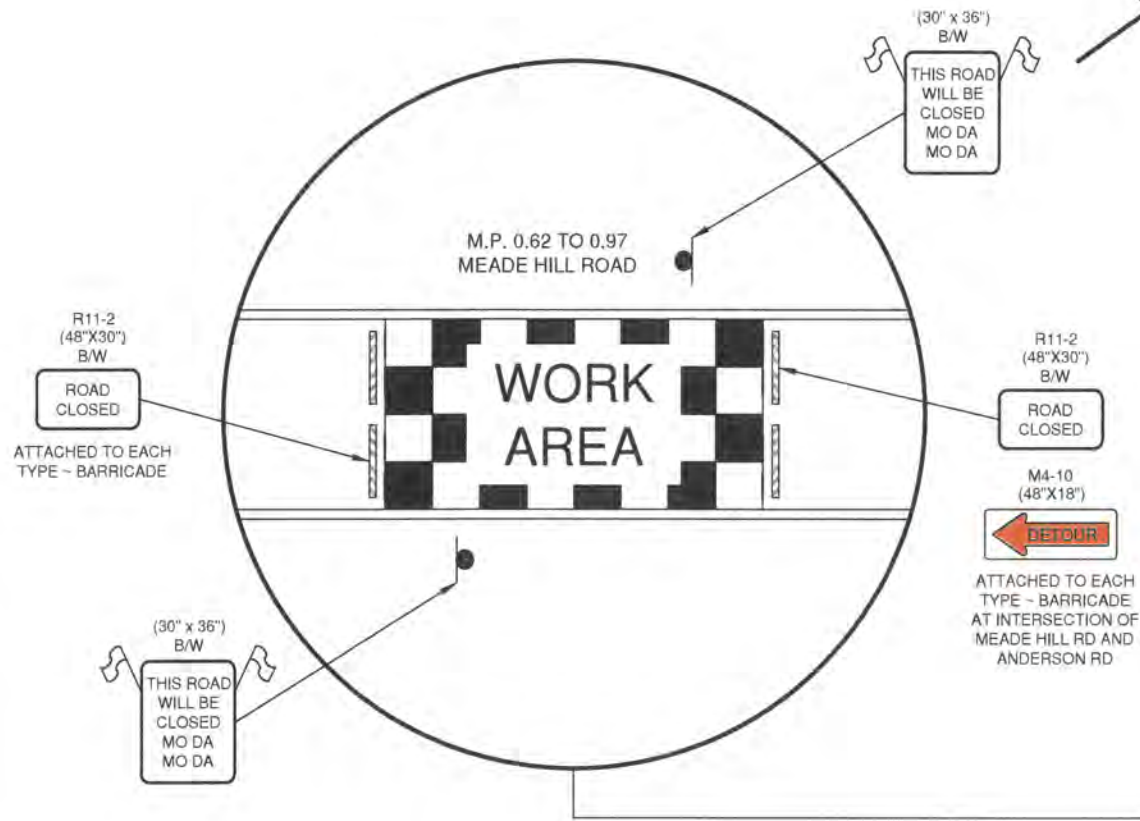 (30" x 36")
B/W
THIS ROAD
WILL BE
CLOSED
MO DA
MO DA
M.P. 0.62 TO 0.97
MEADE HILL ROAD
R11-2
(48"X30")
B/W
ROAD
CLOSED
ATTACHED TO EACH
TYPE ~ BARRICADE
WORK
AREA
R11-2
(48"X30")
B/W
ROAD
CLOSED
M4-10
(48"X18")
DETOUR
ATTACHED TO EACH
TYPE ~ BARRICADE
AT INTERSECTION OF
MEADE HILL RD AND
ANDERSON RD
(30" x 36")
B/W
THIS ROAD
WILL BE
CLOSED
MO DA
MO DA